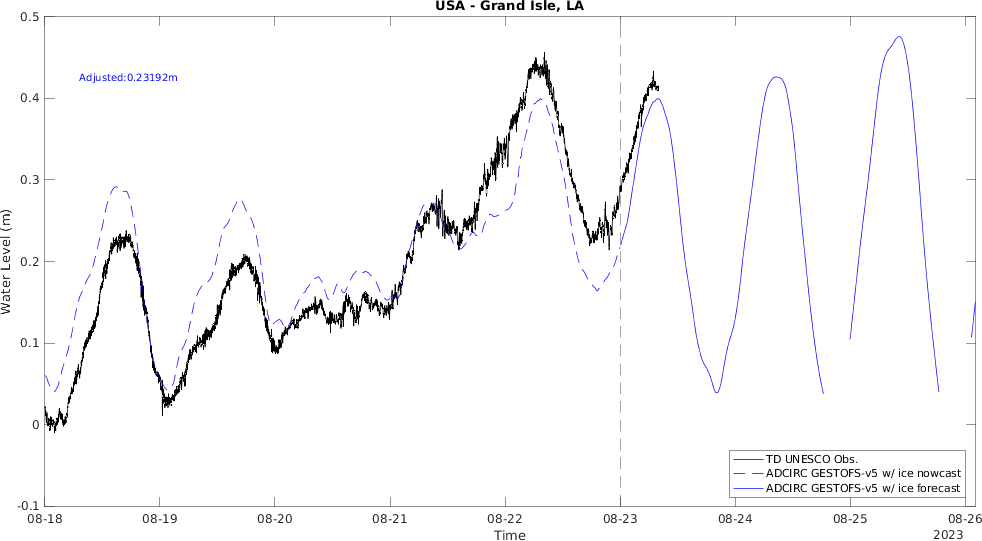 USA - Grand Isle, LA
0.5
Adjusted:0.23192m
0.4
0.3
0.2
0.1
0
-0.1
Water Level (m)
TD UNESCO Obs.
ADCIRC GESTOFS-v5 w/ ice nowcast
ADCIRC GESTOFS-v5 w/ ice forecast
08-18 08-19 08-20 08-21 08-22 08-23 08-24 08-25 08-26
Time
2023